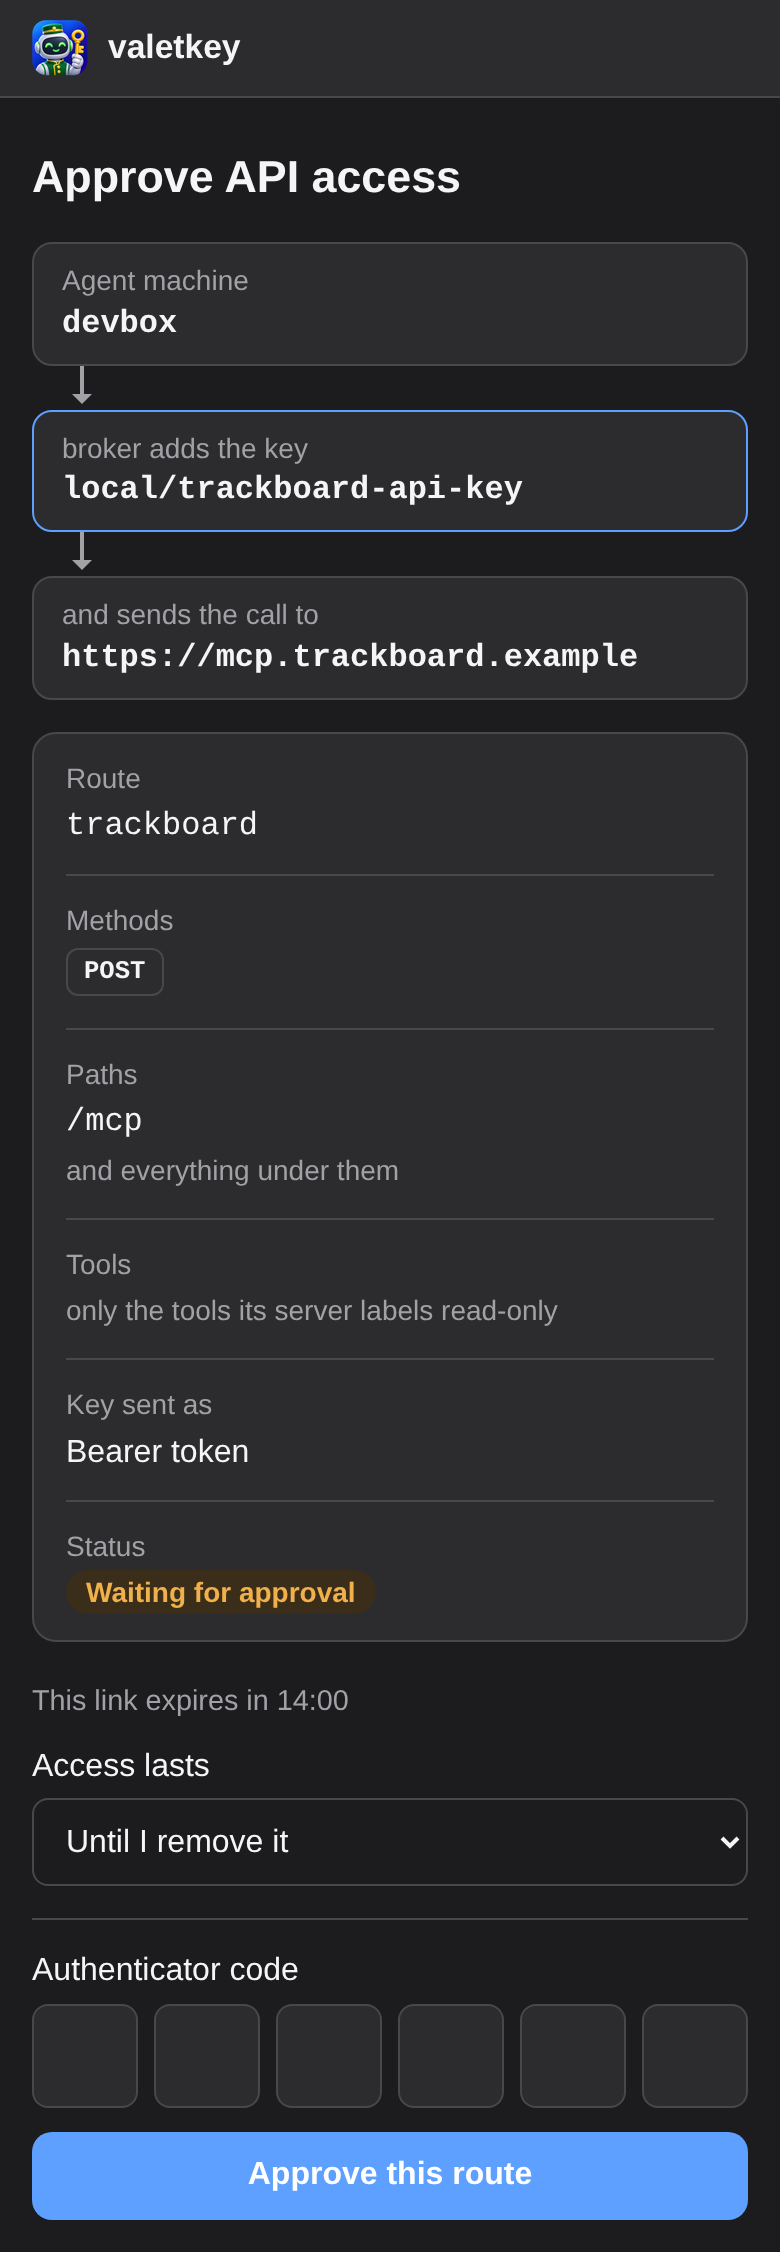 valetkey
Approve API access
Agent machine
devbox
broker adds the key
local/trackboard-api-key
and sends the call to
https://mcp.trackboard.example
Route
trackboard
Methods
POST
Paths
/mcp
and everything under them
Tools
only the tools its server labels read-only
Key sent as
Bearer token
Status
Waiting for approval
This link expires in 14:00
Access lasts
Until I remove it
Authenticator code
Approve this route